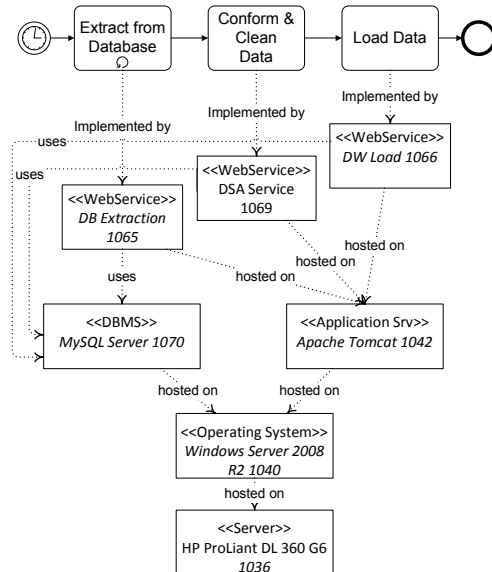 Extract from
Database
Conform &
Clean
Data
Load Data
Implemented by
Implemented by
Implemented by
uses
<<WebService>>
DW Load 1066
uses
<<WebService>>
DSA Service
1069
<<WebService>>
DB Extraction
1065
hosted on
hosted on
hosted on
uses
<<DBMS>>
MySQL Server 1070
<<Application Srv>>
Apache Tomcat 1042
hosted on
hosted on
<<Operating System>>
Windows Server 2008
R2 1040
hosted on
<<Server>>
HP ProLiant DL 360 G6
1036